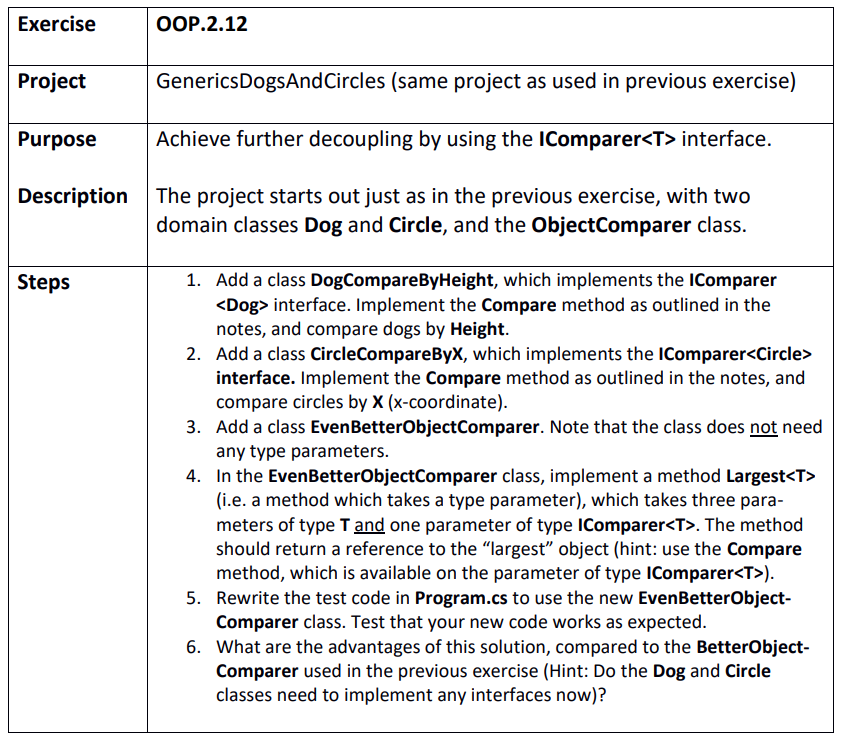 Exercise OOP.2.12
Project GenericsDogsAndCircles (same project as used in previous exercise)
Purpose Achieve further decoupling by using the IComparer<T> interface.
Description The project starts out just as in the previous exercise, with two
domain classes Dog and Circle, and the ObjectComparer class.
Steps 1. Add a class DogCompareByHeight, which implements the IComparer
<Dog> interface. Implement the Compare method as outlined in the
notes, and compare dogs by Height.
2. Add a class CircleCompareByX, which implements the IComparer<Circle>
interface. Implement the Compare method as outlined in the notes, and
compare circles by X (x-coordinate).
3. Add a class EvenBetterObjectComparer. Note that the class does not need
any type parameters.
4. In the EvenBetterObjectComparer class, implement a method Largest<T>
(i.e. a method which takes a type parameter), which takes three para-
meters of type T and one parameter of type IComparer<T>. The method
should return a reference to the “largest” object (hint: use the Compare
method, which is available on the parameter of type IComparer<T>).
5. Rewrite the test code in Program.cs to use the new EvenBetterObject-
Comparer class. Test that your new code works as expected.
6. What are the advantages of this solution, compared to the BetterObject-
Comparer used in the previous exercise (Hint: Do the Dog and Circle
classes need to implement any interfaces now)?